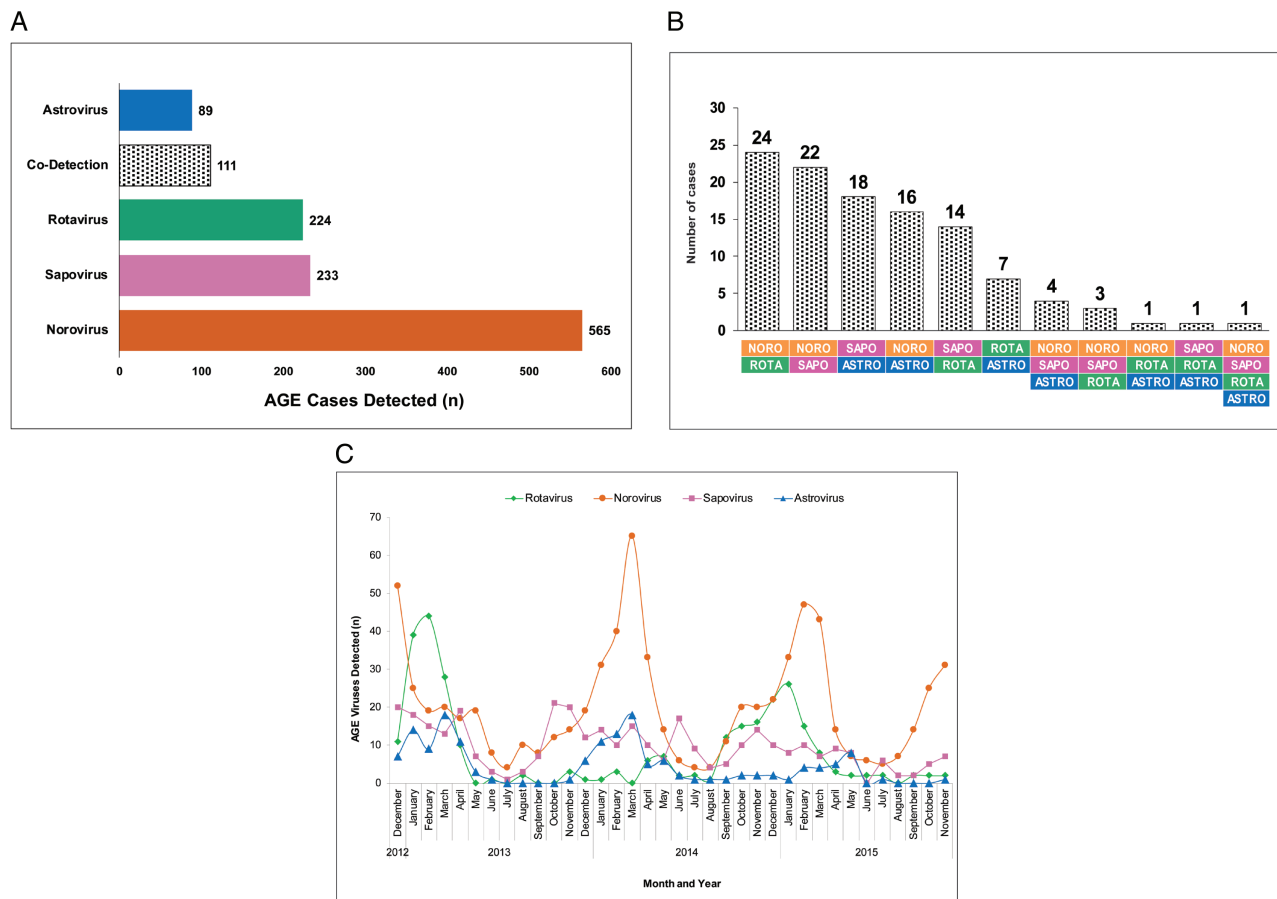 A
Astrovirus 89
Co-Detection 111
Rotavirus 224
Sapovirus 233
Norovirus 565
0 100 200 300 400 500 600
AGE Cases Detected (n)
B
Number of cases
30
25
20
15
10
5
0
24 22 18 16 14 7 4 3 1 1 1
NORO NORO SAPO NORO SAPO ROTA NORO NORO NORO SAPO NORO
ROTA SAPO ASTRO ASTRO ROTA ASTRO SAPO SAPO ROTA ROTA SAPO
ASTRO ROTA ASTRO ASTRO ROTA
ASTRO
C
Rotavirus Norovirus Sapovirus Astrovirus
AGE Viruses Detected (n)
70
60
50
40
30
20
10
0
December January February March April May June July August September October November December January February March April May June July August September October November December January February March April May June July August September October November
2012 2013 2014 2015
Month and Year